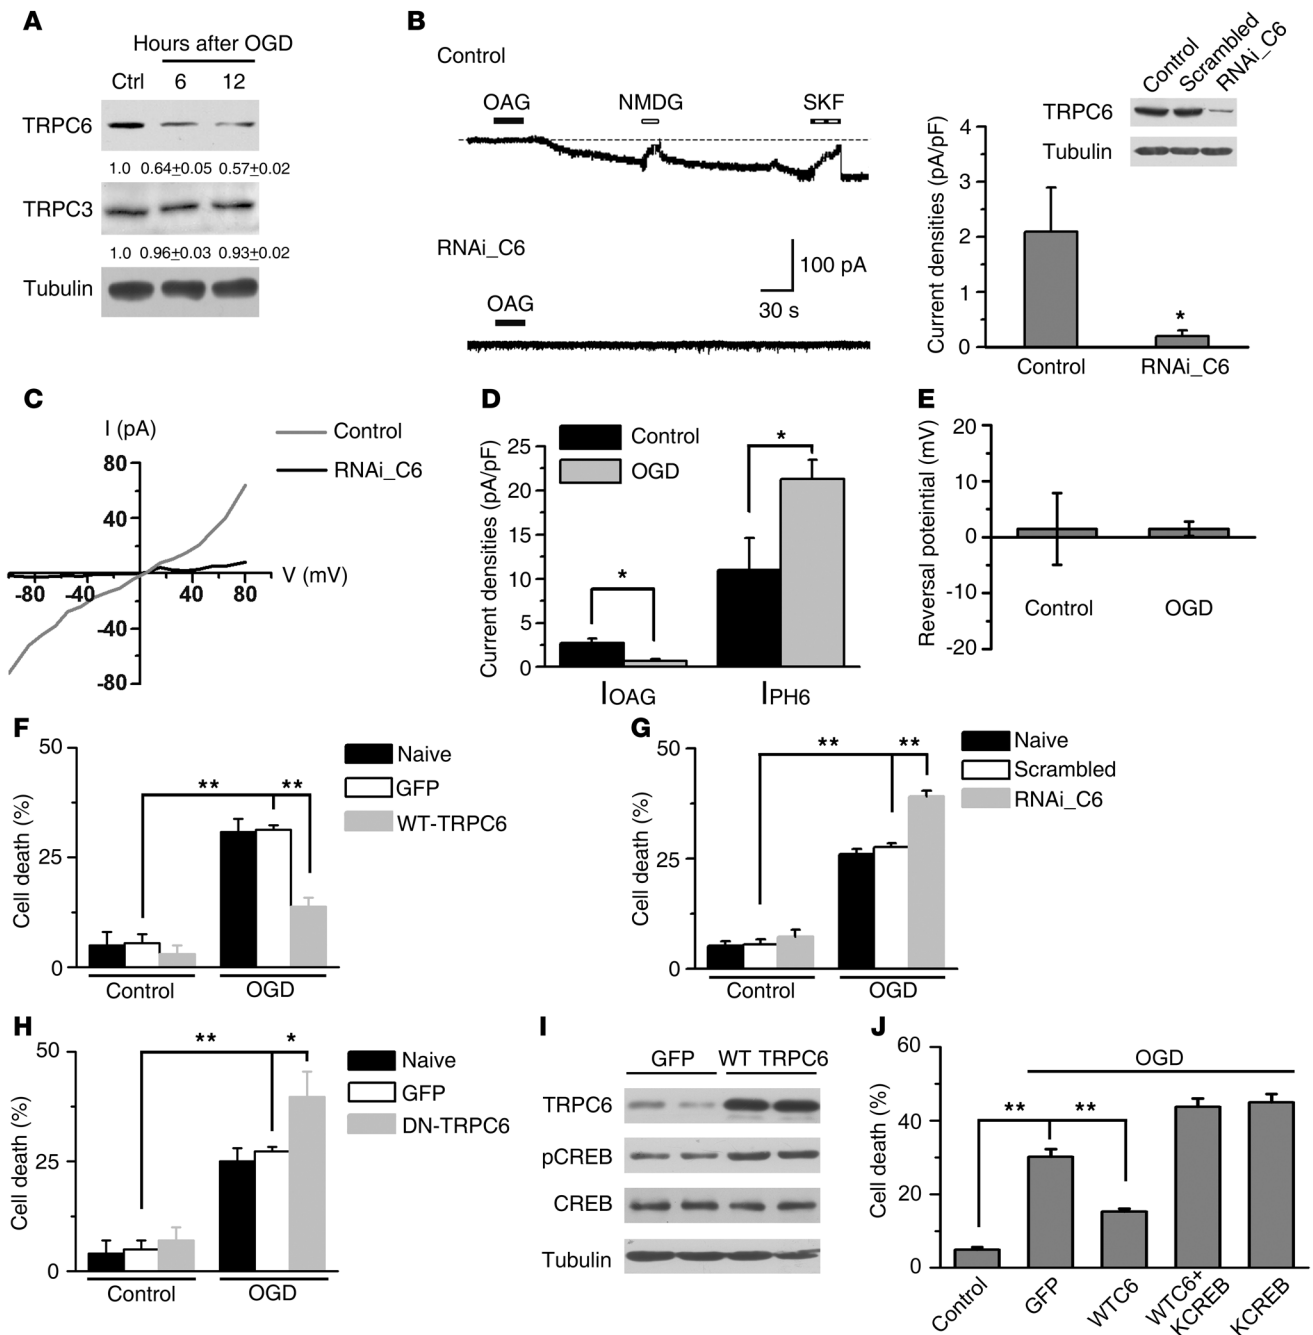 A
Hours after OGD
Ctrl 6 12
TRPC6
1.0 0.64±0.05 0.57±0.02
TRPC3
1.0 0.96±0.03 0.93±0.02
Tubulin
B
Control
OAG NMDG SKF
RNAi_C6
100 pA
30 s
OAG
Control Scrambled RNAi_C6
TRPC6
Tubulin
Current densities (pA/pF)
4
3
2
1
0
*
Control RNAi_C6
C
I (pA)
Control
RNAi_C6
80
40
-80 -40 40 80 V (mV)
-40
-80
D
Current densities (pA/pF)
25
20
15
10
5
0
Control
OGD
* *
IOAG IPH6
E
Reversal poteintial (mV)
20
10
0
-10
-20
Control OGD
F
Cell death (%)
50
25
0
** **
Naive
GFP
WT-TRPC6
Control OGD
G
Cell death (%)
50
25
0
** **
Naive
Scrambled
RNAi_C6
Control OGD
H
Cell death (%)
50
25
0
** *
Naive
GFP
DN-TRPC6
Control OGD
I
GFP WT TRPC6
TRPC6
pCREB
CREB
Tubulin
J
Cell death (%)
60
40
20
0
OGD
** **
Control
GFP
WTC6
WTC6+
KCREB
KCREB